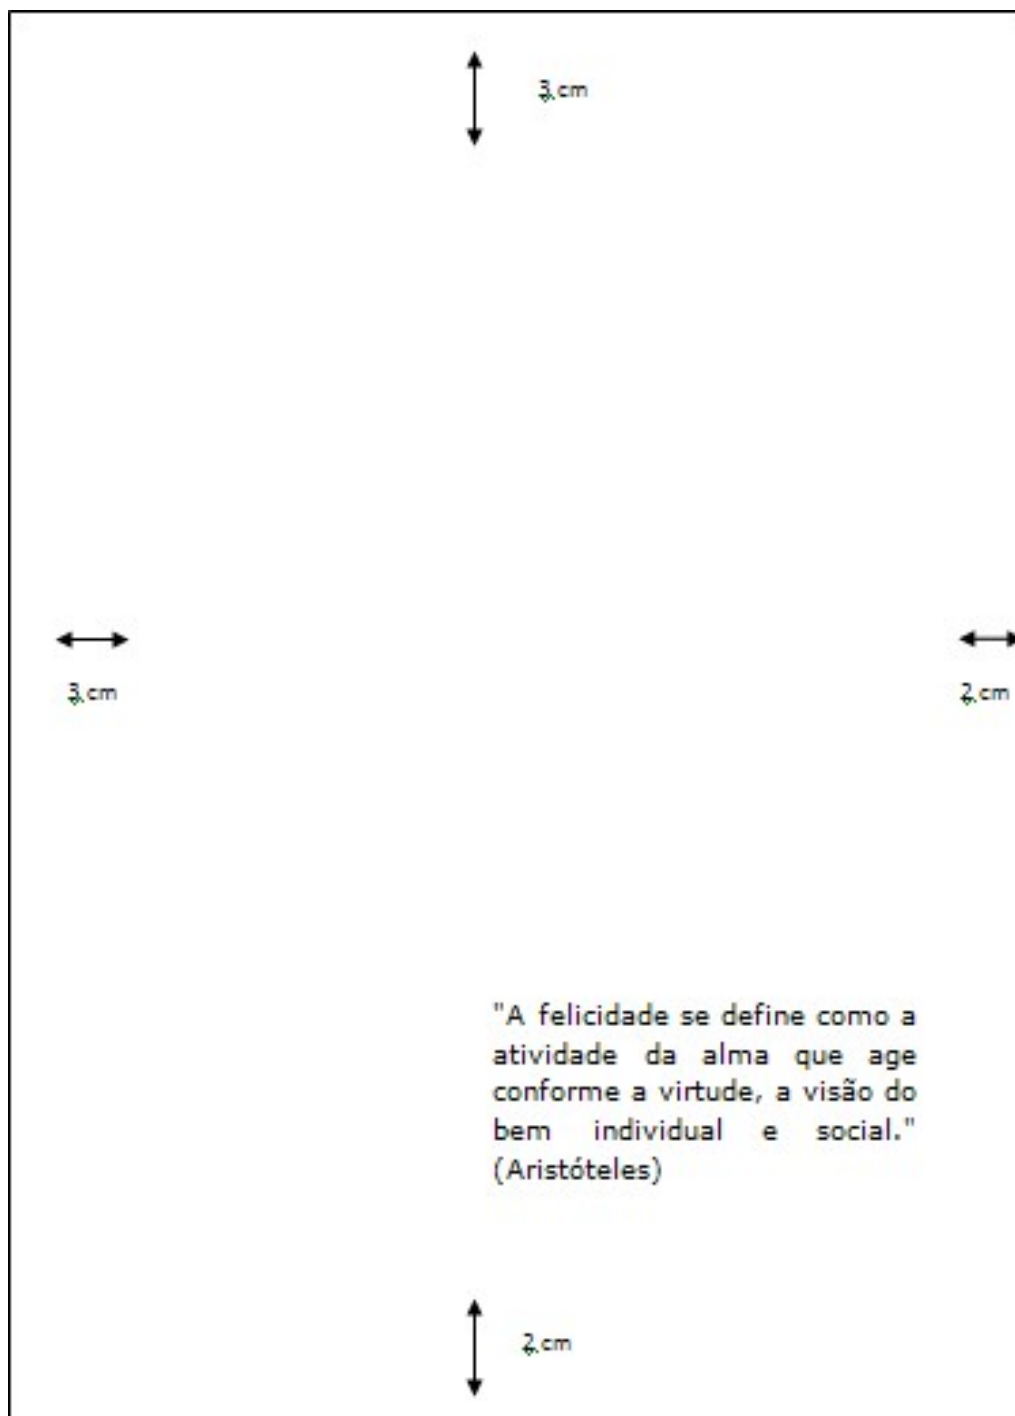 3 cm
3 cm
2 cm
"A felicidade se define como a
atividade da alma que age
conforme a virtude, a visão do
bem individual e social."
(Aristóteles)
2 cm